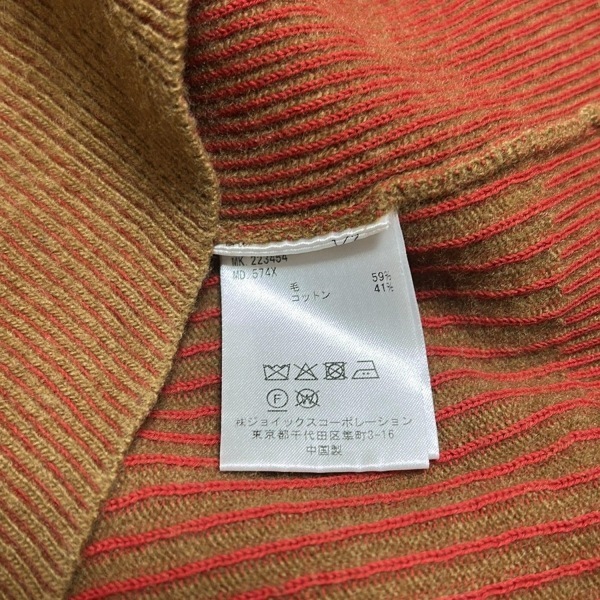 MK. 223454
MD. 574X
毛 59%
コットン 41%
F W
㈱ジョイックスコーポレーション
東京都千代田区隼町3-16
中国製